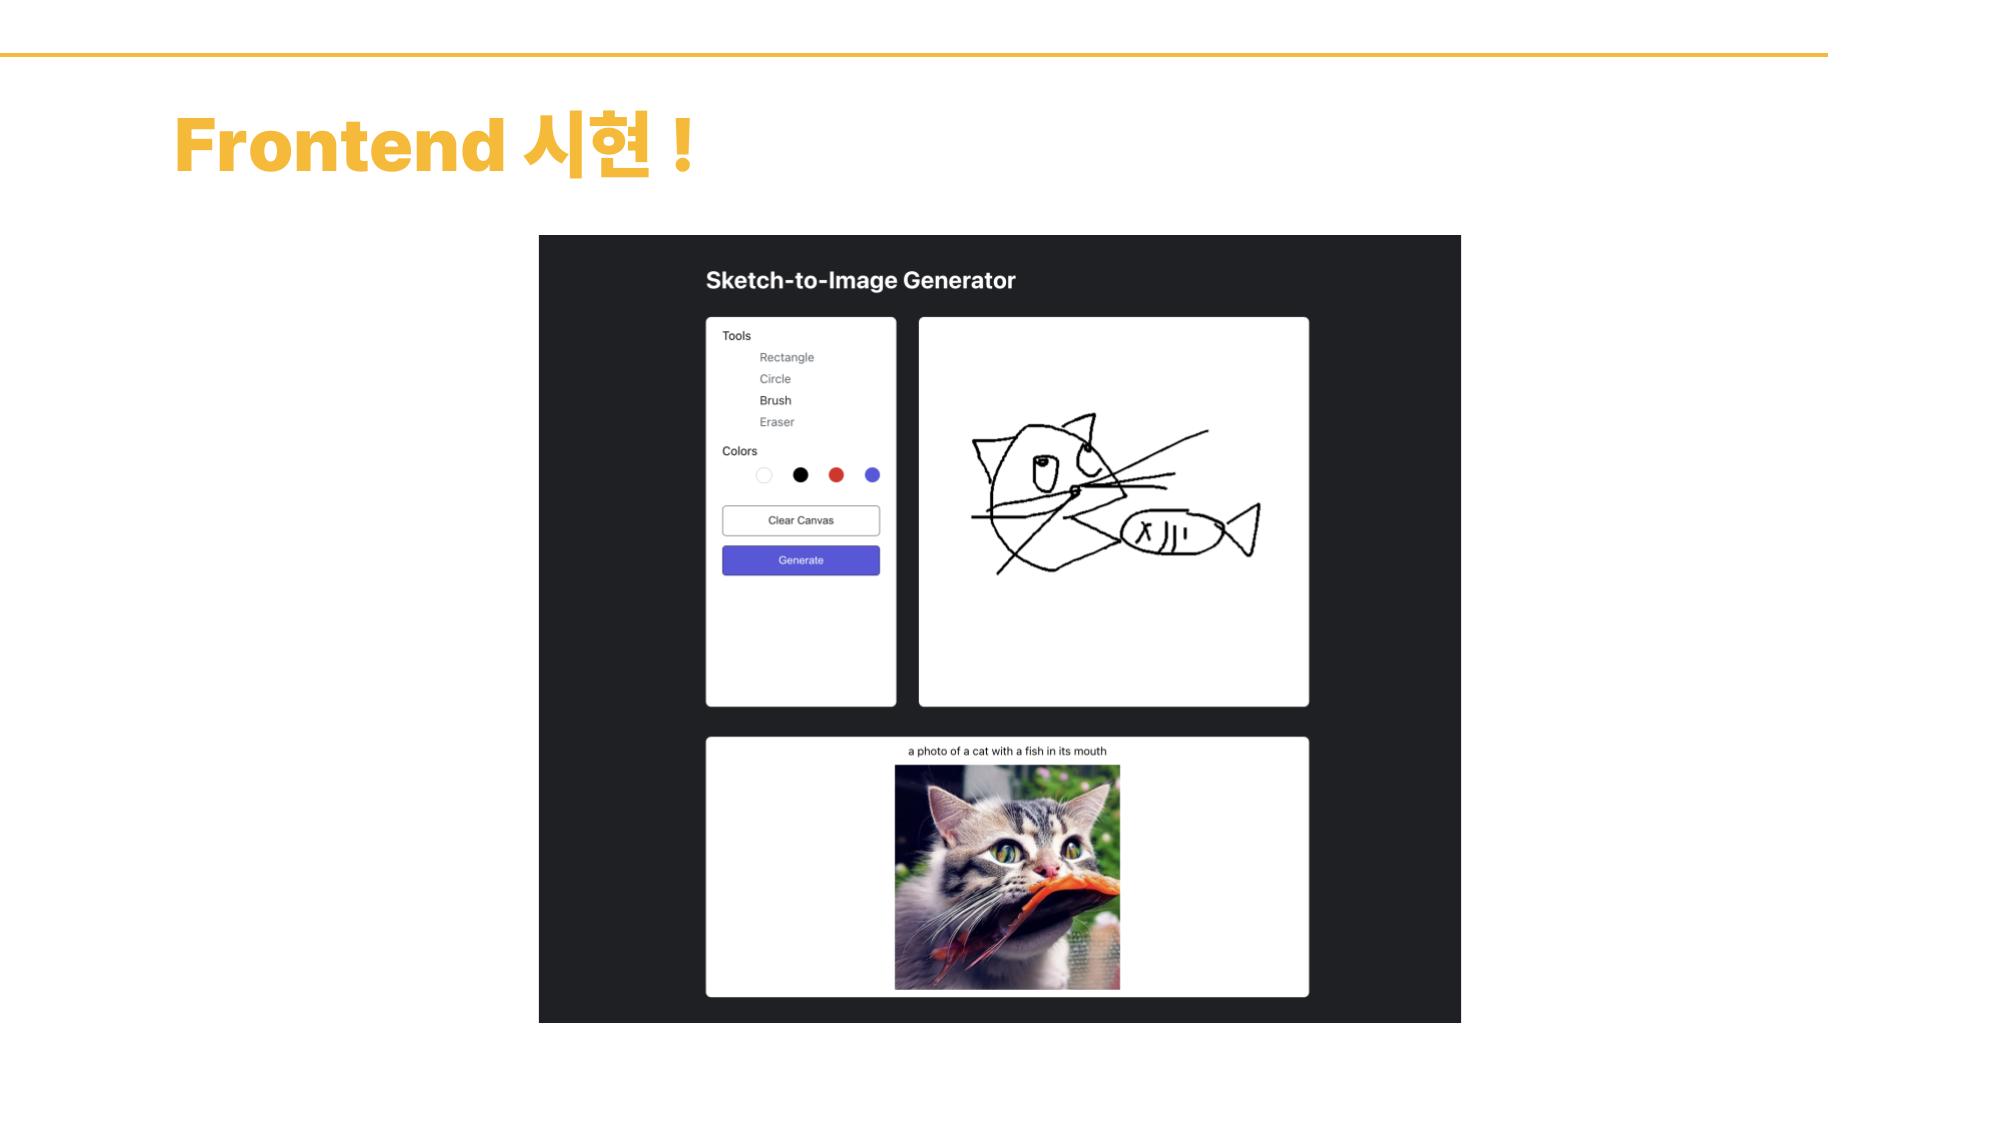 Frontend 시현 !
Sketch-to-Image Generator
Tools
Rectangle
Circle
Brush
Eraser
Colors
Clear Canvas
Generate
a photo of a cat with a fish in its mouth